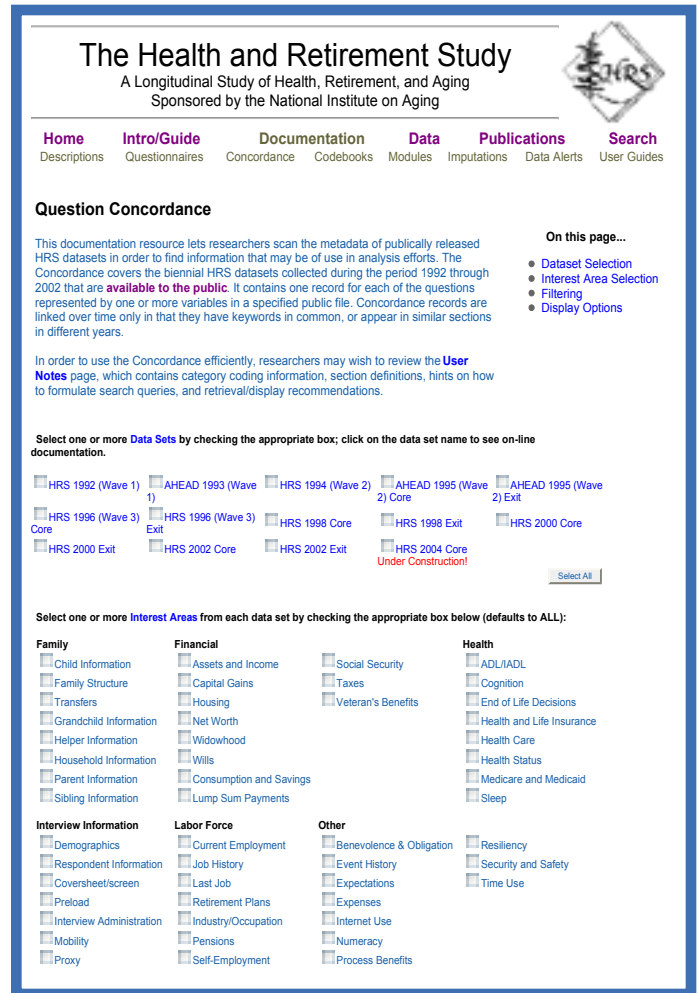 The Health and Retirement Study
HRS
A Longitudinal Study of Health, Retirement, and Aging
Sponsored by the National Institute on Aging
Home Intro/Guide Documentation Data Publications Search
Descriptions Questionnaires Concordance Codebooks Modules Imputations Data Alerts User Guides
Question Concordance
This documentation resource lets researchers scan the metadata of publically released
HRS datasets in order to find information that may be of use in analysis efforts. The
Concordance covers the biennial HRS datasets collected during the period 1992 through
2002 that are available to the public. It contains one record for each of the questions
represented by one or more variables in a specified public file. Concordance records are
linked over time only in that they have keywords in common, or appear in similar sections
in different years.
In order to use the Concordance efficiently, researchers may wish to review the User
Notes page, which contains category coding information, section definitions, hints on how
to formulate search queries, and retrieval/display recommendations.
On this page...
Dataset Selection
Interest Area Selection
Filtering
Display Options
Select one or more Data Sets by checking the appropriate box; click on the data set name to see on-line
documentation.
HRS 1992 (Wave 1) AHEAD 1993 (Wave HRS 1994 (Wave 2) AHEAD 1995 (Wave AHEAD 1995 (Wave
1) 2) Core 2) Exit
HRS 1996 (Wave 3) HRS 1996 (Wave 3) HRS 1998 Core HRS 1998 Exit HRS 2000 Core
Core Exit
HRS 2000 Exit HRS 2002 Core HRS 2002 Exit HRS 2004 Core
Under Construction!
Select All
Select one or more Interest Areas from each data set by checking the appropriate box below (defaults to ALL):
Family Financial Health
Child Information Assets and Income Social Security ADL/IADL
Family Structure Capital Gains Taxes Cognition
Transfers Housing Veteran's Benefits End of Life Decisions
Grandchild Information Net Worth Health and Life Insurance
Helper Information Widowhood Health Care
Household Information Wills Health Status
Parent Information Consumption and Savings Medicare and Medicaid
Sibling Information Lump Sum Payments Sleep
Interview Information Labor Force Other
Demographics Current Employment Benevolence & Obligation Resiliency
Respondent Information Job History Event History Security and Safety
Coversheet/screen Last Job Expectations Time Use
Preload Retirement Plans Expenses
Interview Administration Industry/Occupation Internet Use
Mobility Pensions Numeracy
Proxy Self-Employment Process Benefits